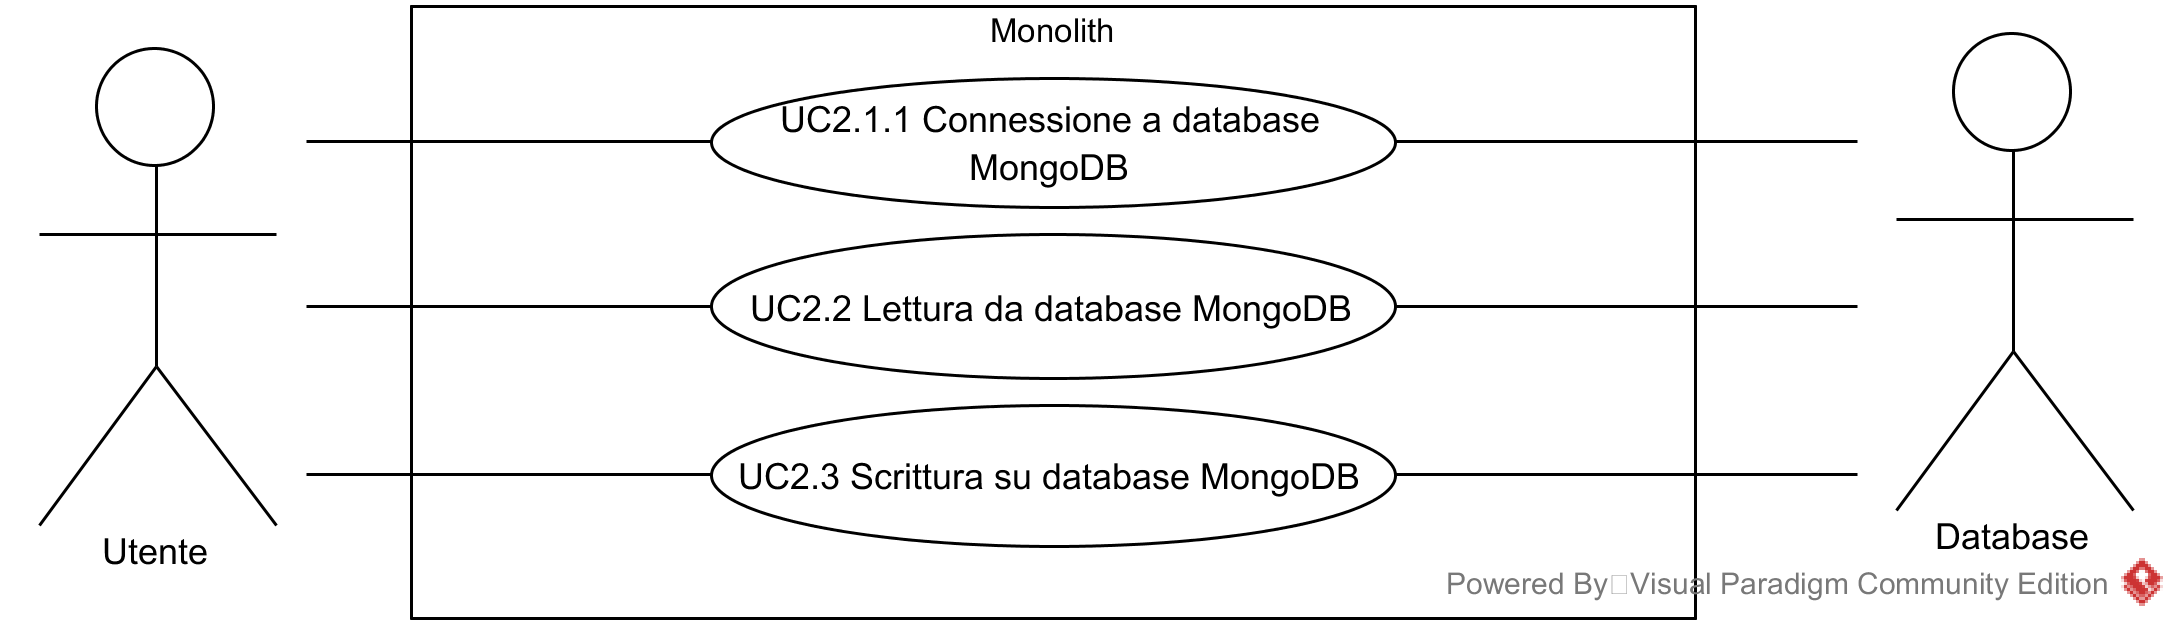 Monolith
UC2.1.1 Connessione a database
MongoDB
UC2.2 Lettura da database MongoDB
UC2.3 Scrittura su database MongoDB
Utente
Database
Powered By Visual Paradigm Community Edition